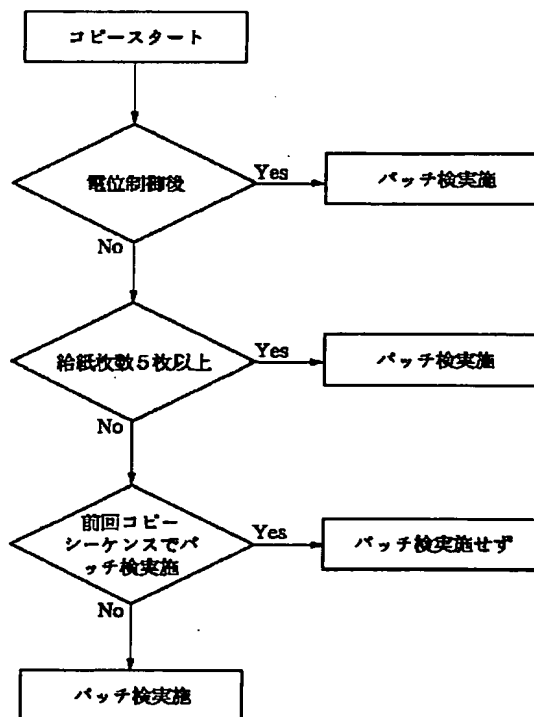 コピースタート
電位制御後
Yes
パッチ検実施
No
給紙枚数5枚以上
Yes
パッチ検実施
No
前回コピー
シーケンスでパ
ッチ検実施
Yes
パッチ検実施せず
No
パッチ検実施